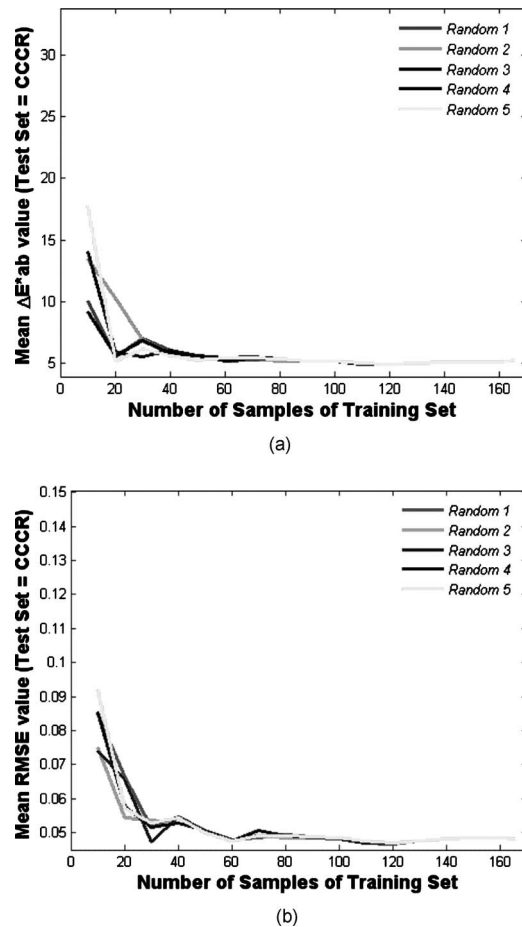 Mean ΔE*ab value (Test Set = CCCR)
30
25
20
15
10
5
0
20
40
60
80
100
120
140
160
Random 1
Random 2
Random 3
Random 4
Random 5
Number of Samples of Training Set
(a)
Mean RMSE value (Test Set = CCCR)
0.15
0.14
0.13
0.12
0.11
0.1
0.09
0.08
0.07
0.06
0.05
0
20
40
60
80
100
120
140
160
Random 1
Random 2
Random 3
Random 4
Random 5
Number of Samples of Training Set
(b)